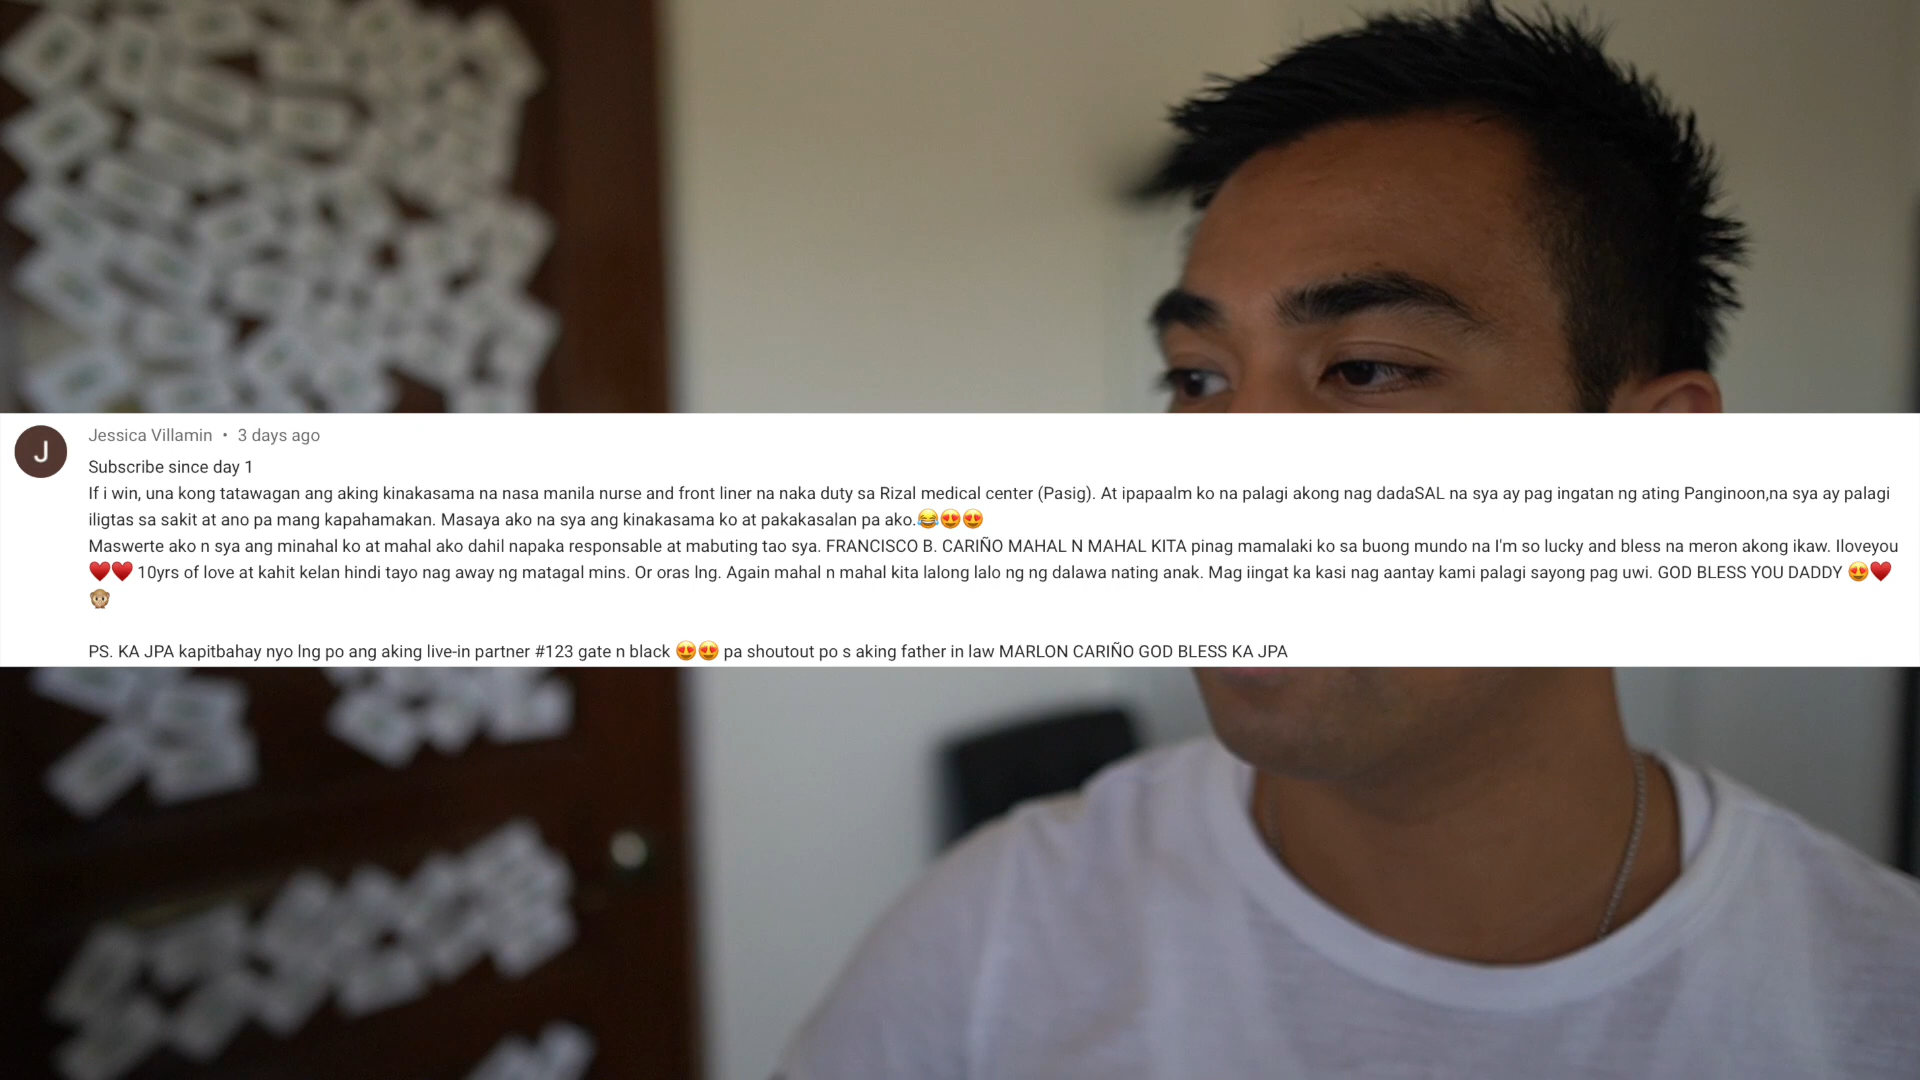 J
Jessica Villamin • 3 days ago
Subscribe since day 1
If i win, una kong tatawagan ang aking kinakasama na nasa manila nurse and front liner na naka duty sa Rizal medical center (Pasig). At ipapaalm ko na palagi akong nag dadaSAL na sya ay pag ingatan ng ating Panginoon,na sya ay palagi
iligtas sa sakit at ano pa mang kapahamakan. Masaya ako na sya ang kinakasama ko at pakakasalan pa ako.😂😍😍
Maswerte ako n sya ang minahal ko at mahal ako dahil napaka responsable at mabuting tao sya. FRANCISCO B. CARIÑO MAHAL N MAHAL KITA pinag mamalaki ko sa buong mundo na I'm so lucky and bless na meron akong ikaw. Iloveyou
♥️♥️ 10yrs of love at kahit kelan hindi tayo nag away ng matagal mins. Or oras lng. Again mahal n mahal kita lalong lalo ng ng dalawa nating anak. Mag iingat ka kasi nag aantay kami palagi sayong pag uwi. GOD BLESS YOU DADDY 😍♥️
🙊
PS. KA JPA kapitbahay nyo lng po ang aking live-in partner #123 gate n black 😍😍 pa shoutout po s aking father in law MARLON CARIÑO GOD BLESS KA JPA